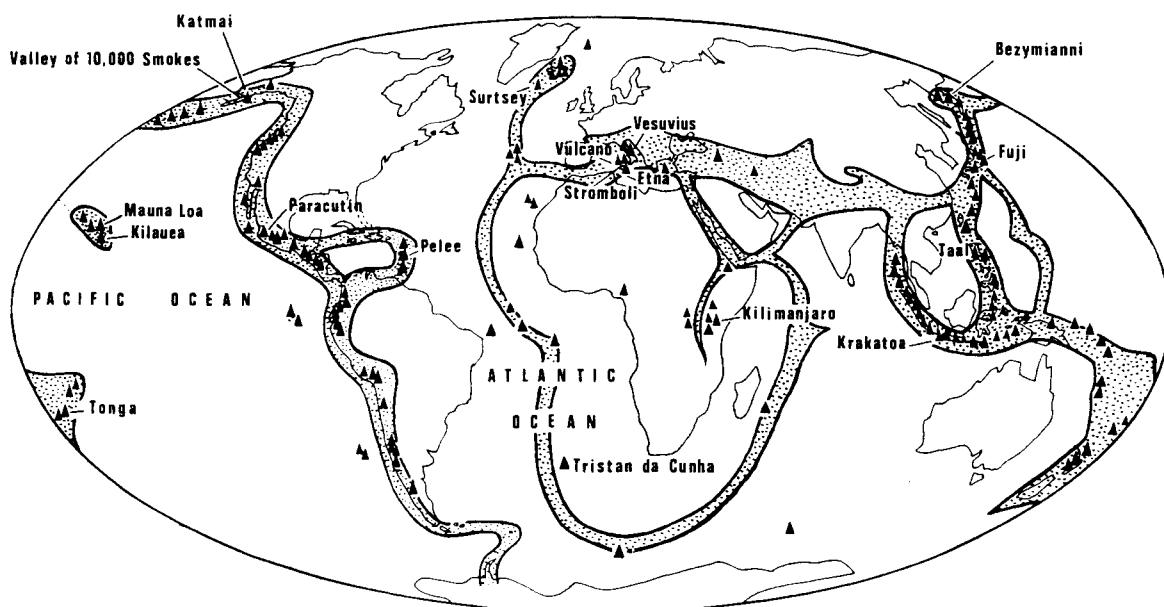 Katmai
Valley of 10,000 Smokes
Bezymianni
Surtsey
Vesuvius
Vulcano
Etna
Stromboli
Fuji
Mauna Loa
Kilauea
Paracutin
Pelee
Taal
PACIFIC OCEAN
Kilimanjaro
Krakatoa
ATLANTIC
OCEAN
Tonga
Tristan da Cunha